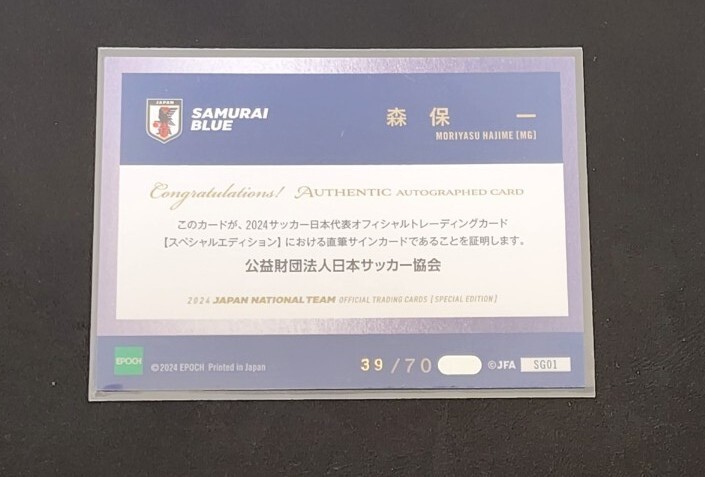 JAPAN
SAMURAI
BLUE
森 保 一
MORIYASU HAJIME [MG]
Congratulations! AUTHENTIC AUTOGRAPHED CARD
このカードが、2024サッカー日本代表オフィシャルトレーディングカード
【スペシャルエディション】における直筆サインカードであることを証明します。
公益財団法人日本サッカー協会
2024 JAPAN NATIONAL TEAM OFFICIAL TRADING CARDS [SPECIAL EDITION]
EPOCH
©2024 EPOCH Printed in Japan
39/70
©JFA
SG01